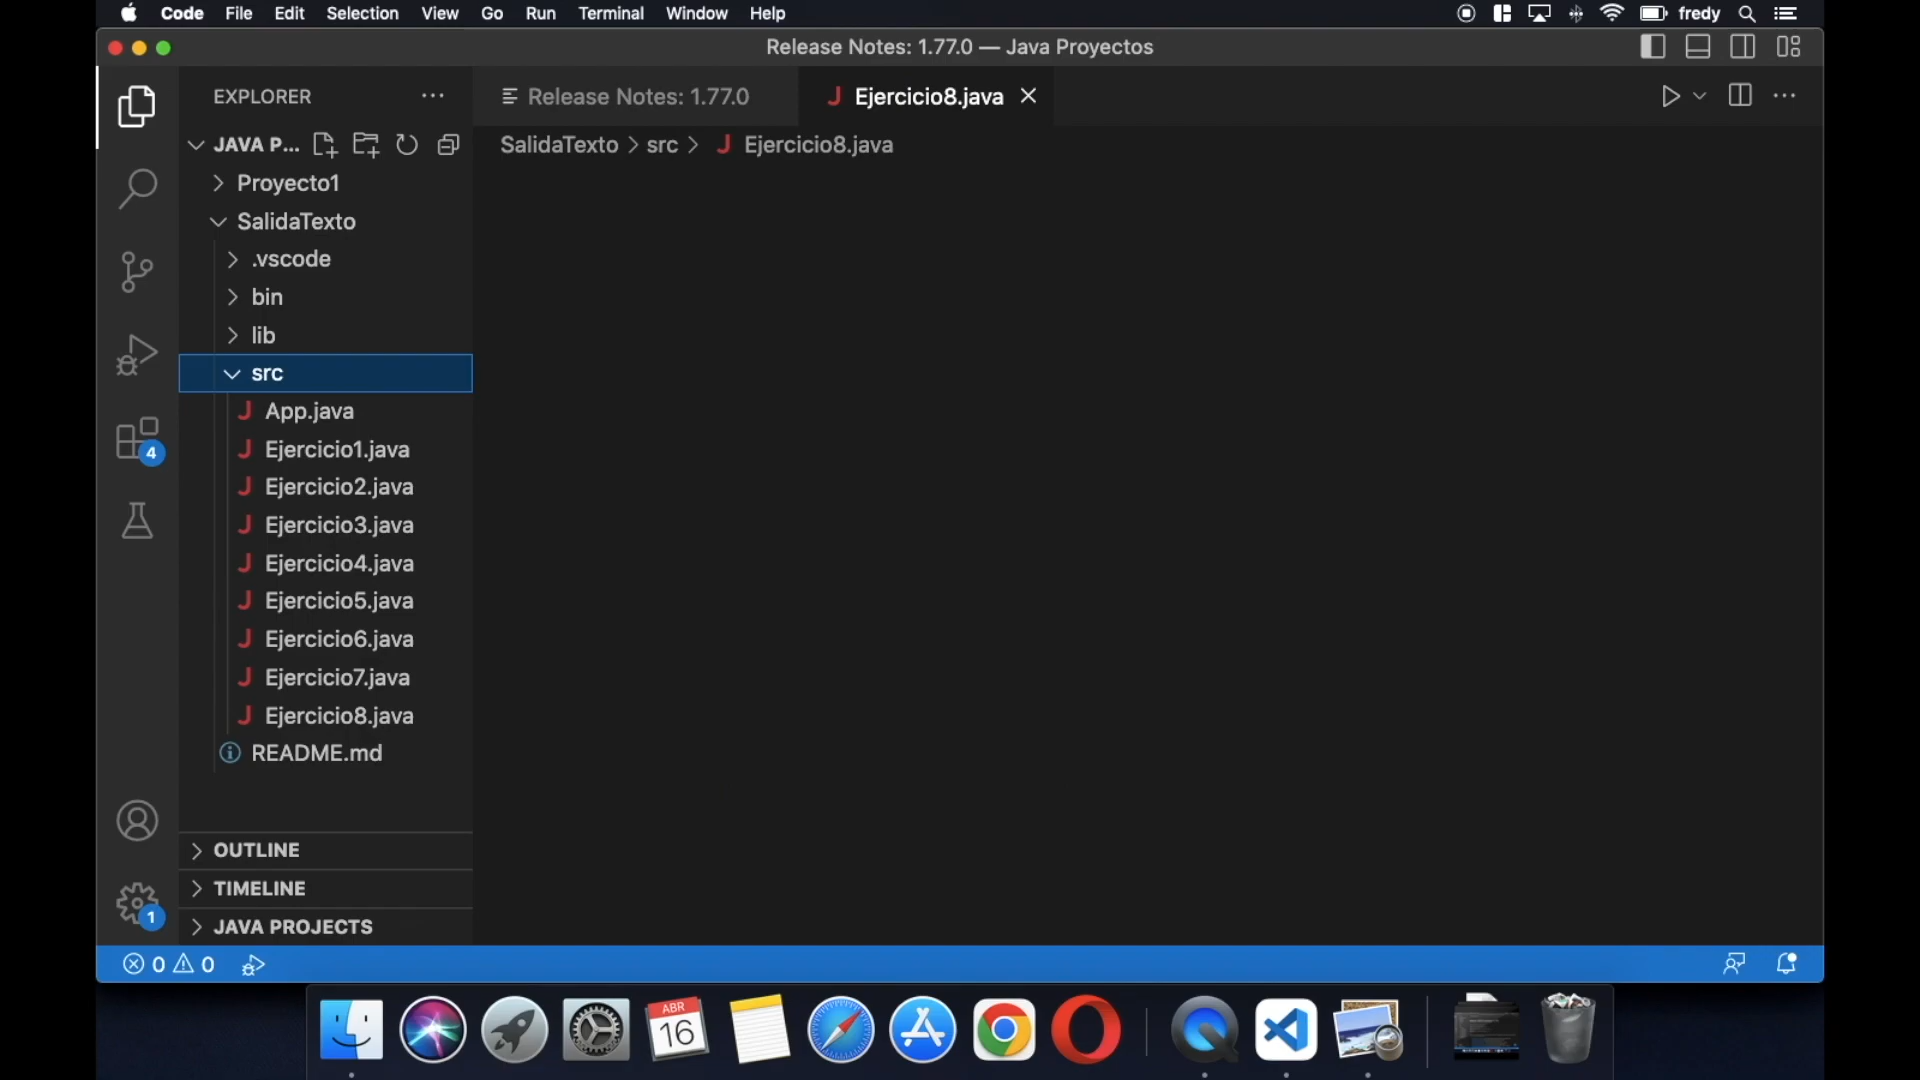 Code File Edit Selection View Go Run Terminal Window Help fredy
Release Notes: 1.77.0 — Java Proyectos
EXPLORER
Release Notes: 1.77.0
J Ejercicio8.java
JAVA P...
SalidaTexto > src > J Ejercicio8.java
Proyecto1
SalidaTexto
.vscode
bin
lib
src
J App.java
J Ejercicio1.java
J Ejercicio2.java
J Ejercicio3.java
J Ejercicio4.java
J Ejercicio5.java
J Ejercicio6.java
J Ejercicio7.java
J Ejercicio8.java
README.md
4
OUTLINE
TIMELINE
1
JAVA PROJECTS
0 0
ABR
16